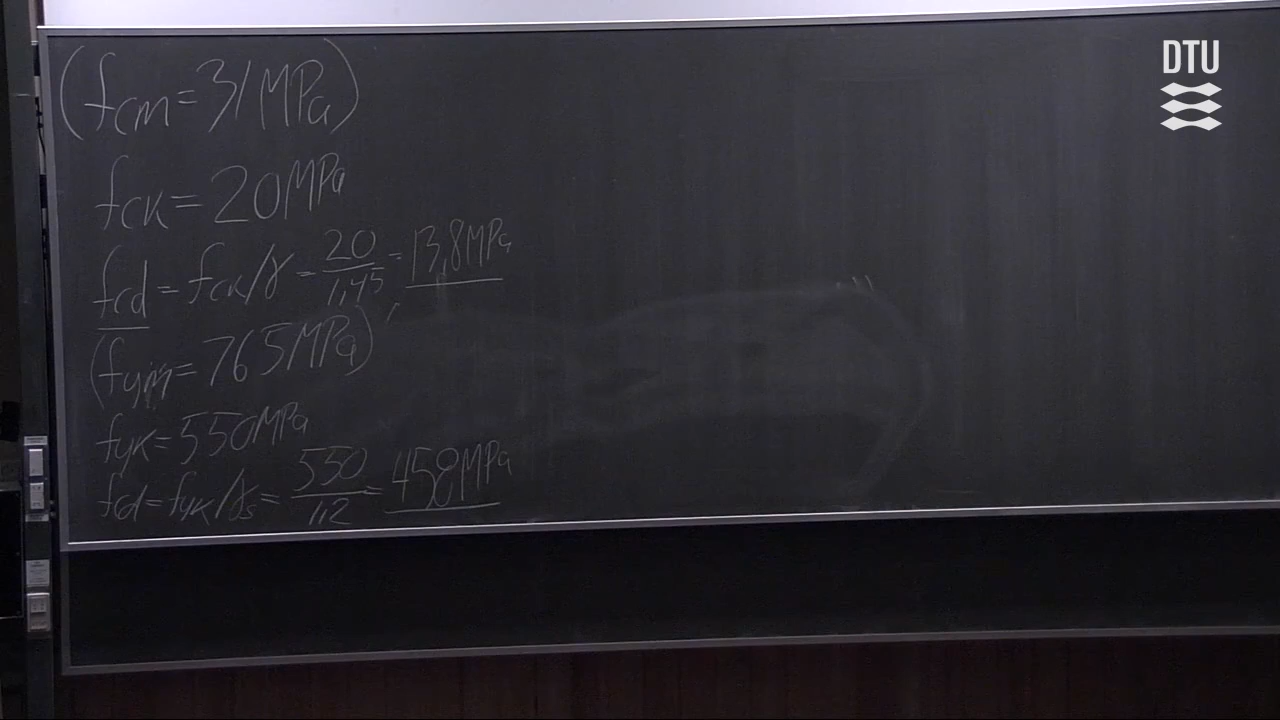 (fcm = 31 MPa)
fck = 20 MPa
fcd = fck/γ = 20/1,45 = 13,8 MPa
(fym = 765 MPa)
fyk = 550 MPa
fcd = fyk/γs = 550/1,2 = 458 MPa
DTU